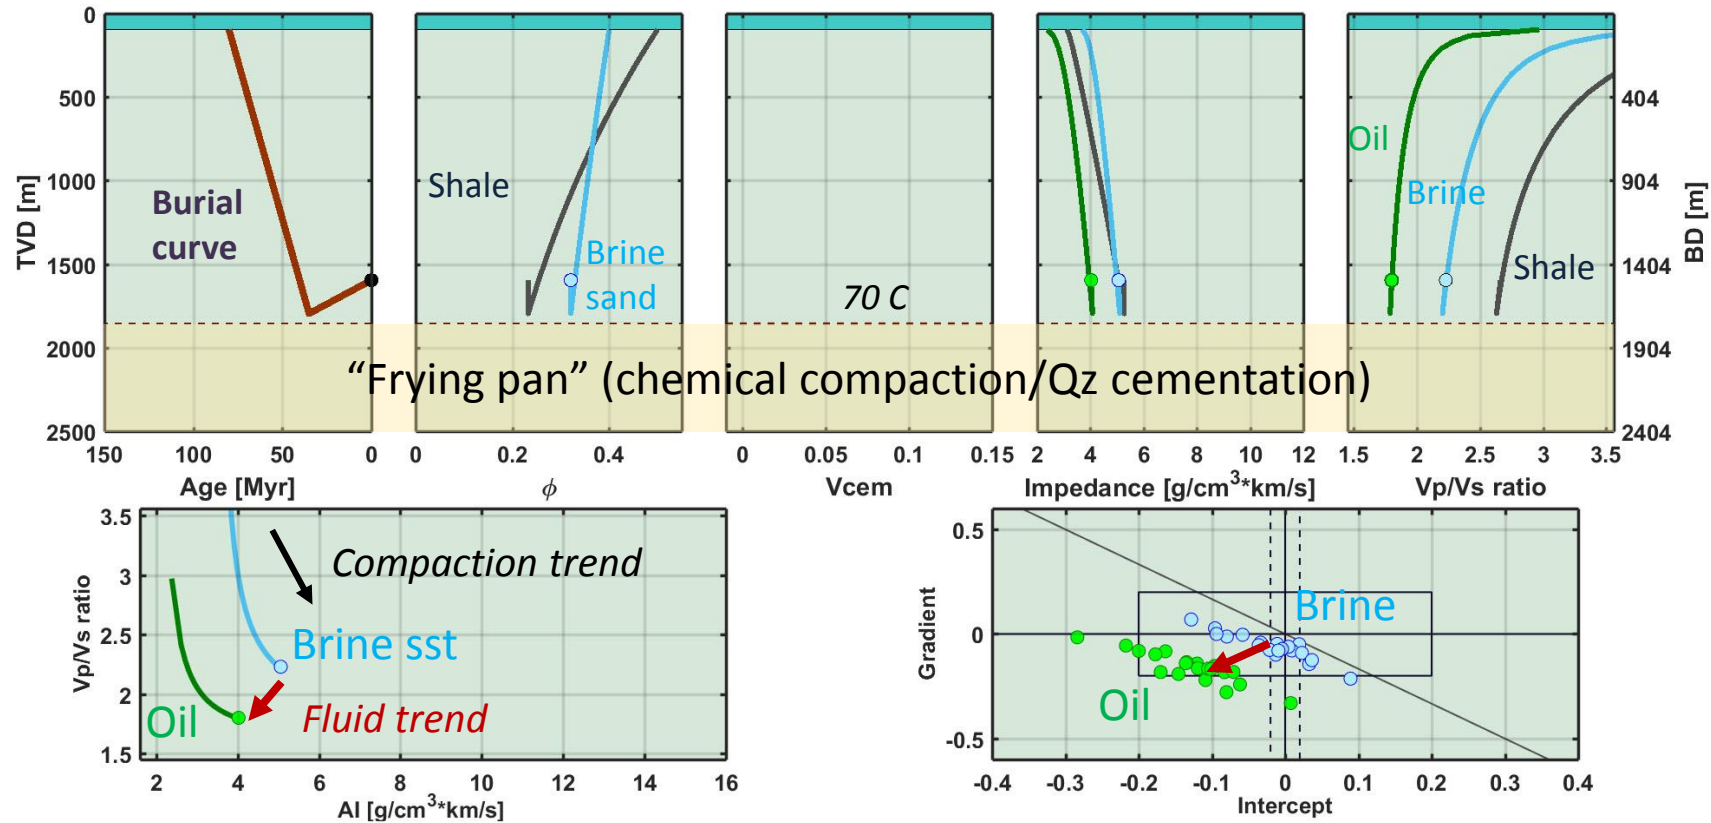 0
500
1000
1500
2000
2500
TVD [m]
Burial
curve
150
100
50
0
Age [Myr]
Shale
Brine
sand
0
0.2
0.4
ϕ
70 C
0
0.05
0.1
0.15
Vcem
2
4
6
8
10
12
Impedance [g/cm³*km/s]
Oil
Brine
Shale
1.5
2
2.5
3
3.5
Vp/Vs ratio
404
904
1404
1904
2404
BD [m]
“Frying pan” (chemical compaction/Qz cementation)
3.5
3
2.5
2
1.5
Vp/Vs ratio
Compaction trend
Brine sst
Oil
Fluid trend
2
4
6
8
10
12
14
16
AI [g/cm³*km/s]
0.5
0
-0.5
Gradient
Brine
Oil
-0.4
-0.3
-0.2
-0.1
0
0.1
0.2
0.3
0.4
Intercept